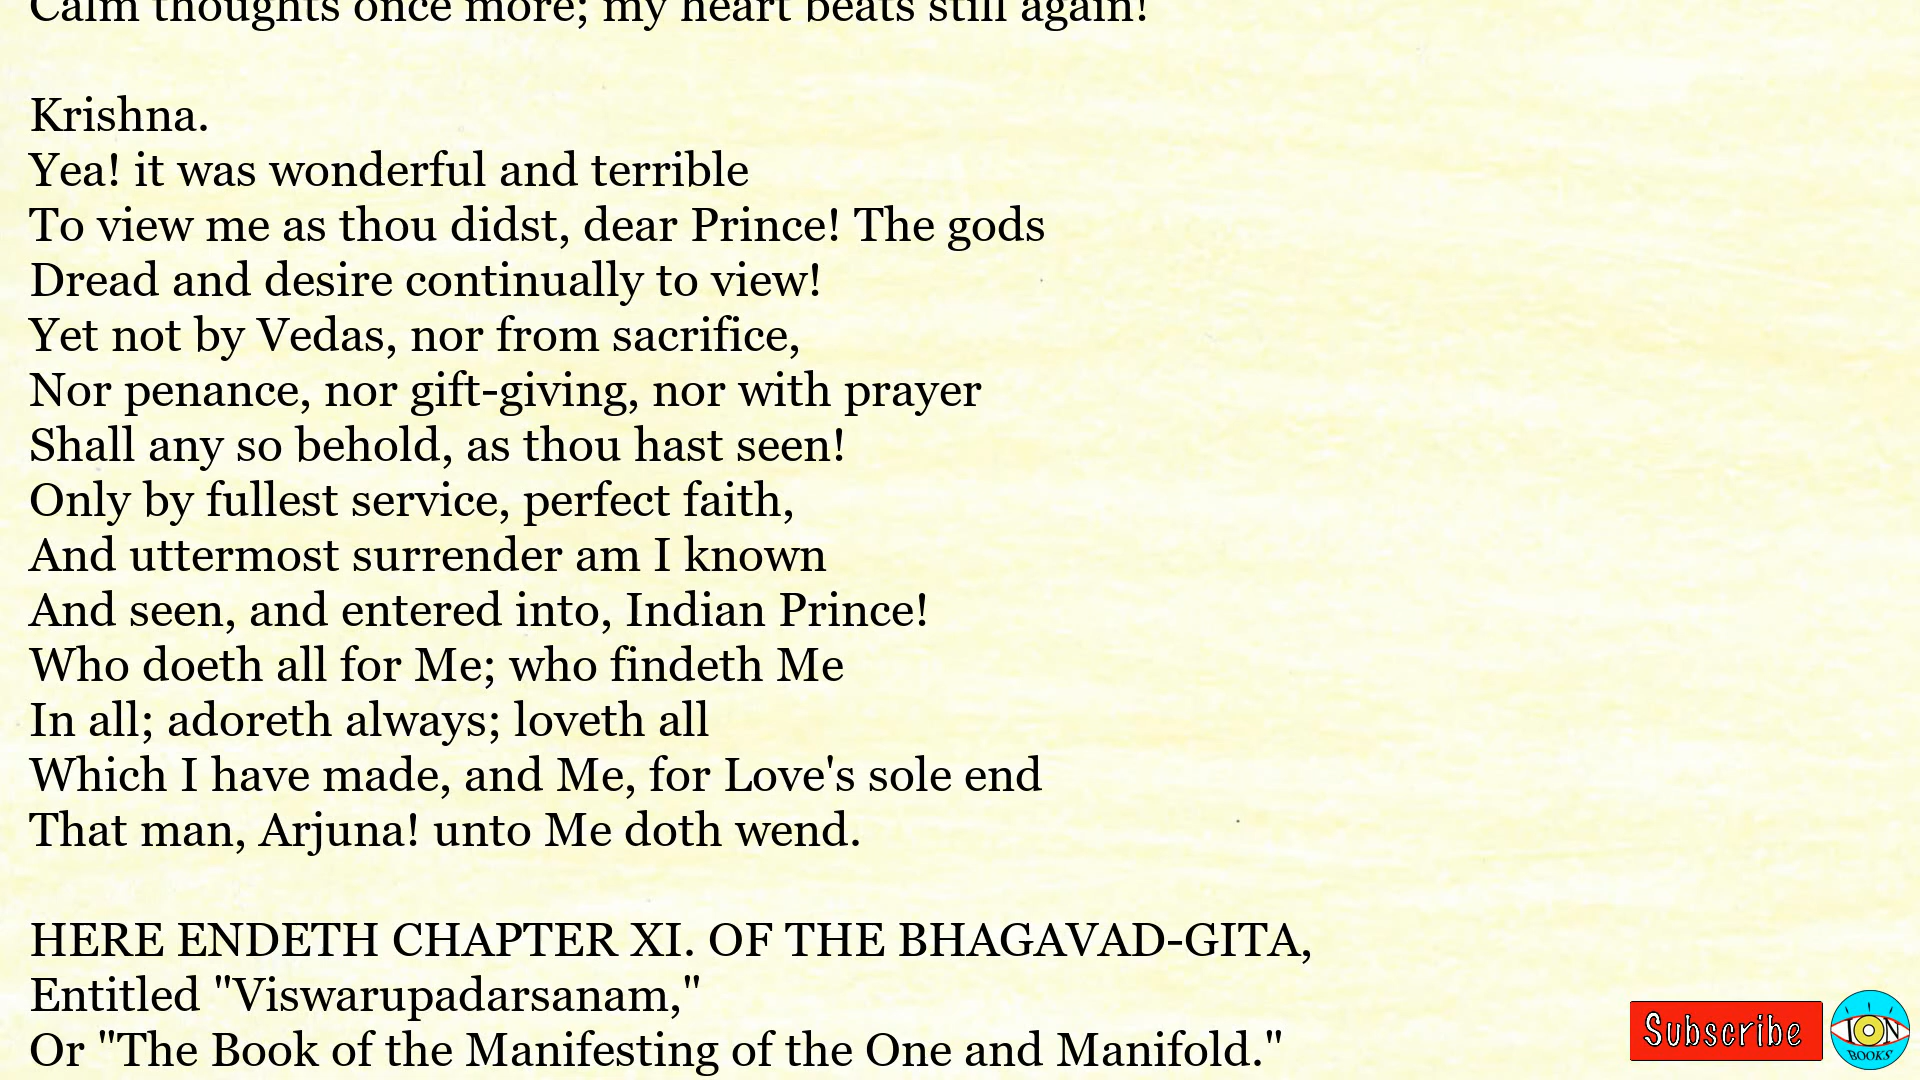 Calm thoughts once more; my heart beats still again!
Krishna.
Yea! it was wonderful and terrible
To view me as thou didst, dear Prince! The gods
Dread and desire continually to view!
Yet not by Vedas, nor from sacrifice,
Nor penance, nor gift-giving, nor with prayer
Shall any so behold, as thou hast seen!
Only by fullest service, perfect faith,
And uttermost surrender am I known
And seen, and entered into, Indian Prince!
Who doeth all for Me; who findeth Me
In all; adoreth always; loveth all
Which I have made, and Me, for Love's sole end
That man, Arjuna! unto Me doth wend.
HERE ENDETH CHAPTER XI. OF THE BHAGAVAD-GITA,
Entitled "Viswarupadarsanam,"
Or "The Book of the Manifesting of the One and Manifold."
Subscribe
ION
BOOKS